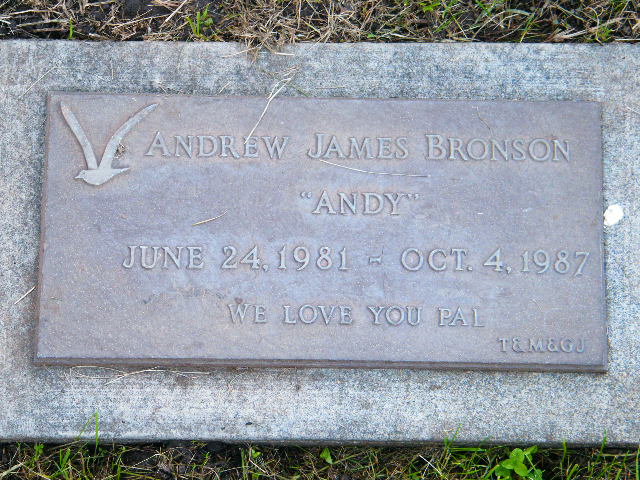 ANDREW JAMES BRONSON
"ANDY"
JUNE 24, 1981 ~ OCT. 4, 1987
WE LOVE YOU PAL
T&M&GJ